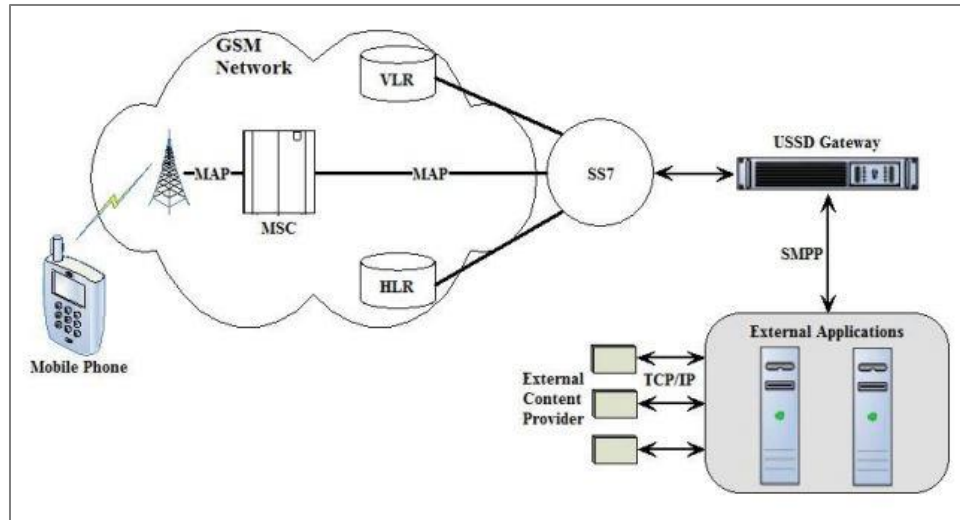 GSM
Network
VLR
USSD Gateway
MAP
MAP
SS7
MSC
SMPP
HLR
Mobile Phone
External Applications
External
Content
Provider
TCP/IP